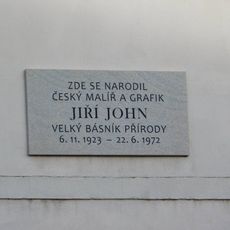 ZDE SE NARODIL
ČESKÝ MALÍŘ A GRAFIK
JIŘÍ JOHN
VELKÝ BÁSNÍK PŘÍRODY
6. 11. 1923 – 22. 6. 1972